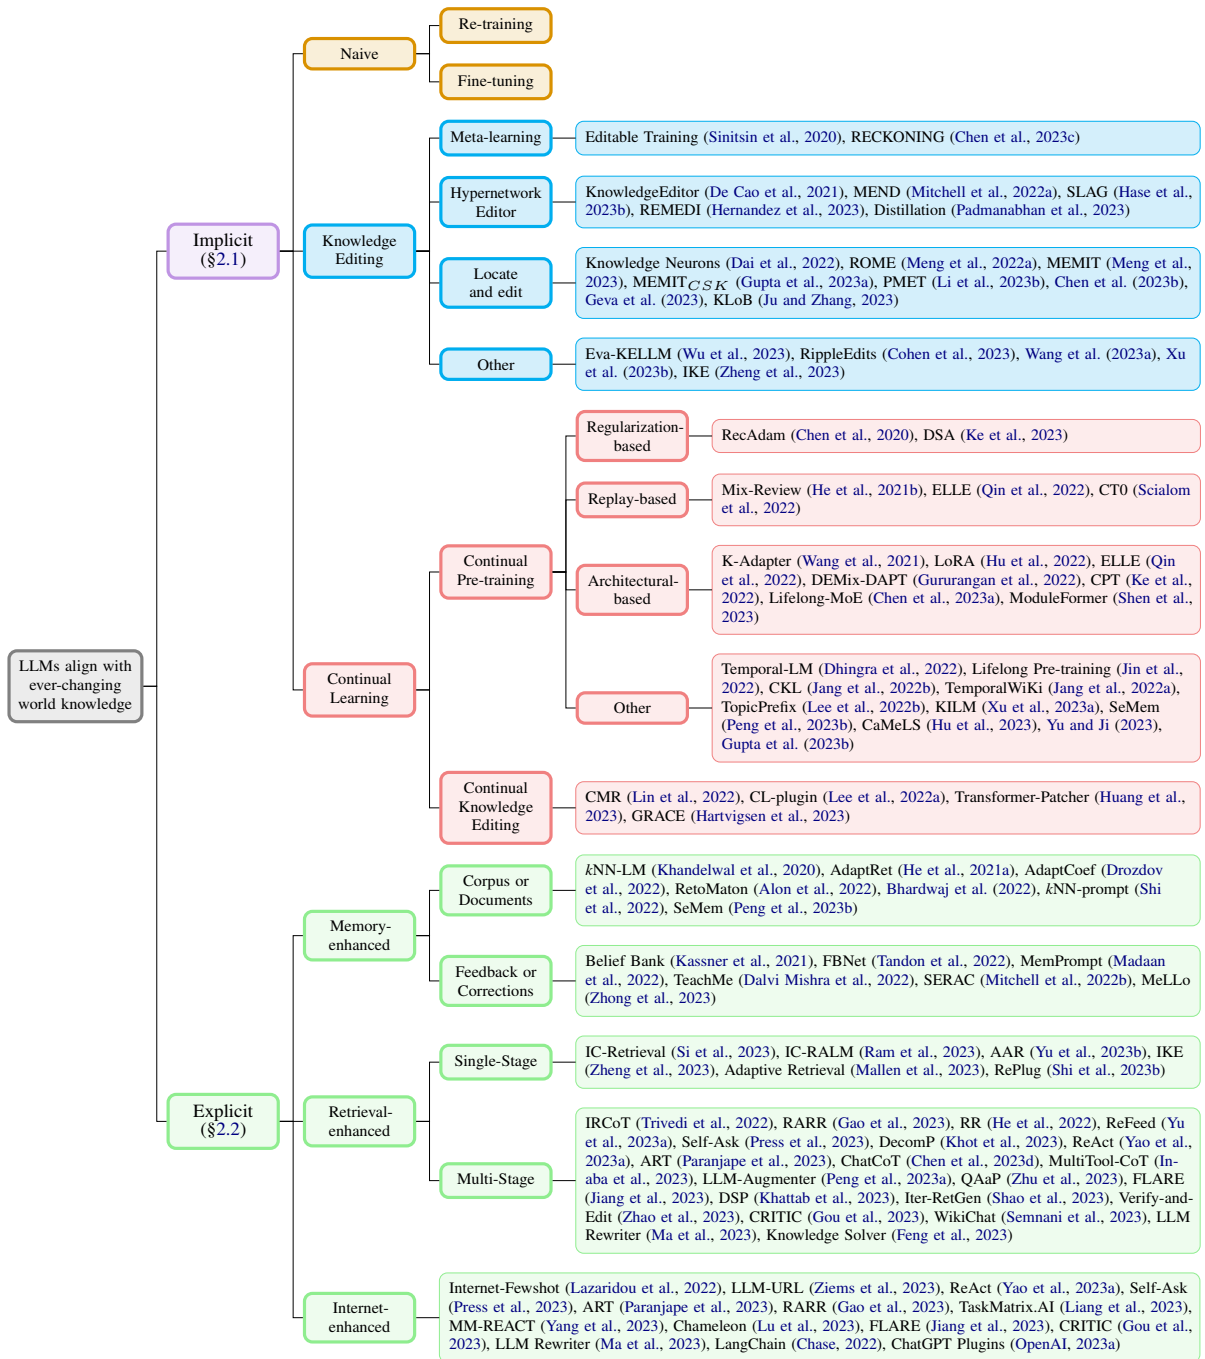 Re-training
Naive
Fine-tuning
Meta-learning
Editable Training (Sinitsin et al., 2020), RECKONING (Chen et al., 2023c)
Hypernetwork
Editor
KnowledgeEditor (De Cao et al., 2021), MEND (Mitchell et al., 2022a), SLAG (Hase et al.,
2023b), REMEDI (Hernandez et al., 2023), Distillation (Padmanabhan et al., 2023)
Implicit
(§2.1)
Knowledge
Editing
Locate
and edit
Knowledge Neurons (Dai et al., 2022), ROME (Meng et al., 2022a), MEMIT (Meng et al.,
2023), MEMIT_CSK (Gupta et al., 2023a), PMET (Li et al., 2023b), Chen et al. (2023b),
Geva et al. (2023), KLoB (Ju and Zhang, 2023)
Other
Eva-KELLM (Wu et al., 2023), RippleEdits (Cohen et al., 2023), Wang et al. (2023a), Xu
et al. (2023b), IKE (Zheng et al., 2023)
Regularization-
based
RecAdam (Chen et al., 2020), DSA (Ke et al., 2023)
Replay-based
Mix-Review (He et al., 2021b), ELLE (Qin et al., 2022), CT0 (Scialom
et al., 2022)
Continual
Pre-training
Architectural-
based
K-Adapter (Wang et al., 2021), LoRA (Hu et al., 2022), ELLE (Qin
et al., 2022), DEMix-DAPT (Gururangan et al., 2022), CPT (Ke et al.,
2022), Lifelong-MoE (Chen et al., 2023a), ModuleFormer (Shen et al.,
2023)
LLMs align with
ever-changing
world knowledge
Continual
Learning
Other
Temporal-LM (Dhingra et al., 2022), Lifelong Pre-training (Jin et al.,
2022), CKL (Jang et al., 2022b), TemporalWiKi (Jang et al., 2022a),
TopicPrefix (Lee et al., 2022b), KILM (Xu et al., 2023a), SeMem
(Peng et al., 2023b), CaMeLS (Hu et al., 2023), Yu and Ji (2023),
Gupta et al. (2023b)
Continual
Knowledge
Editing
CMR (Lin et al., 2022), CL-plugin (Lee et al., 2022a), Transformer-Patcher (Huang et al.,
2023), GRACE (Hartvigsen et al., 2023)
Corpus or
Documents
kNN-LM (Khandelwal et al., 2020), AdaptRet (He et al., 2021a), AdaptCoef (Drozdov
et al., 2022), RetoMaton (Alon et al., 2022), Bhardwaj et al. (2022), kNN-prompt (Shi
et al., 2022), SeMem (Peng et al., 2023b)
Memory-
enhanced
Feedback or
Corrections
Belief Bank (Kassner et al., 2021), FBNet (Tandon et al., 2022), MemPrompt (Madaan
et al., 2022), TeachMe (Dalvi Mishra et al., 2022), SERAC (Mitchell et al., 2022b), MeLLo
(Zhong et al., 2023)
Single-Stage
IC-Retrieval (Si et al., 2023), IC-RALM (Ram et al., 2023), AAR (Yu et al., 2023b), IKE
(Zheng et al., 2023), Adaptive Retrieval (Mallen et al., 2023), RePlug (Shi et al., 2023b)
Explicit
(§2.2)
Retrieval-
enhanced
Multi-Stage
IRCoT (Trivedi et al., 2022), RARR (Gao et al., 2023), RR (He et al., 2022), ReFeed (Yu
et al., 2023a), Self-Ask (Press et al., 2023), DecomP (Khot et al., 2023), ReAct (Yao et al.,
2023a), ART (Paranjape et al., 2023), ChatCoT (Chen et al., 2023d), MultiTool-CoT (In-
aba et al., 2023), LLM-Augmenter (Peng et al., 2023a), QAaP (Zhu et al., 2023), FLARE
(Jiang et al., 2023), DSP (Khattab et al., 2023), Iter-RetGen (Shao et al., 2023), Verify-and-
Edit (Zhao et al., 2023), CRITIC (Gou et al., 2023), WikiChat (Semnani et al., 2023), LLM
Rewriter (Ma et al., 2023), Knowledge Solver (Feng et al., 2023)
Internet-
enhanced
Internet-Fewshot (Lazaridou et al., 2022), LLM-URL (Ziems et al., 2023), ReAct (Yao et al., 2023a), Self-Ask
(Press et al., 2023), ART (Paranjape et al., 2023), RARR (Gao et al., 2023), TaskMatrix.AI (Liang et al., 2023),
MM-REACT (Yang et al., 2023), Chameleon (Lu et al., 2023), FLARE (Jiang et al., 2023), CRITIC (Gou et al.,
2023), LLM Rewriter (Ma et al., 2023), LangChain (Chase, 2022), ChatGPT Plugins (OpenAI, 2023a)